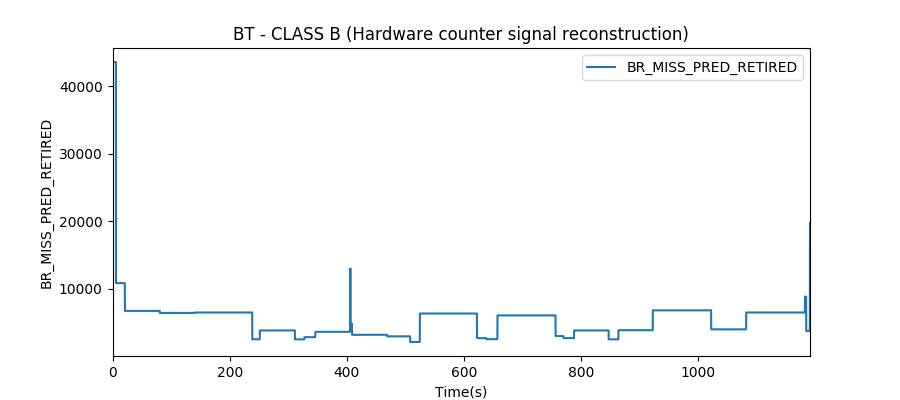 BT - CLASS B (Hardware counter signal reconstruction)
BR_MISS_PRED_RETIRED
BR_MISS_PRED_RETIRED
40000
30000
20000
10000
0 200 400 600 800 1000
Time(s)